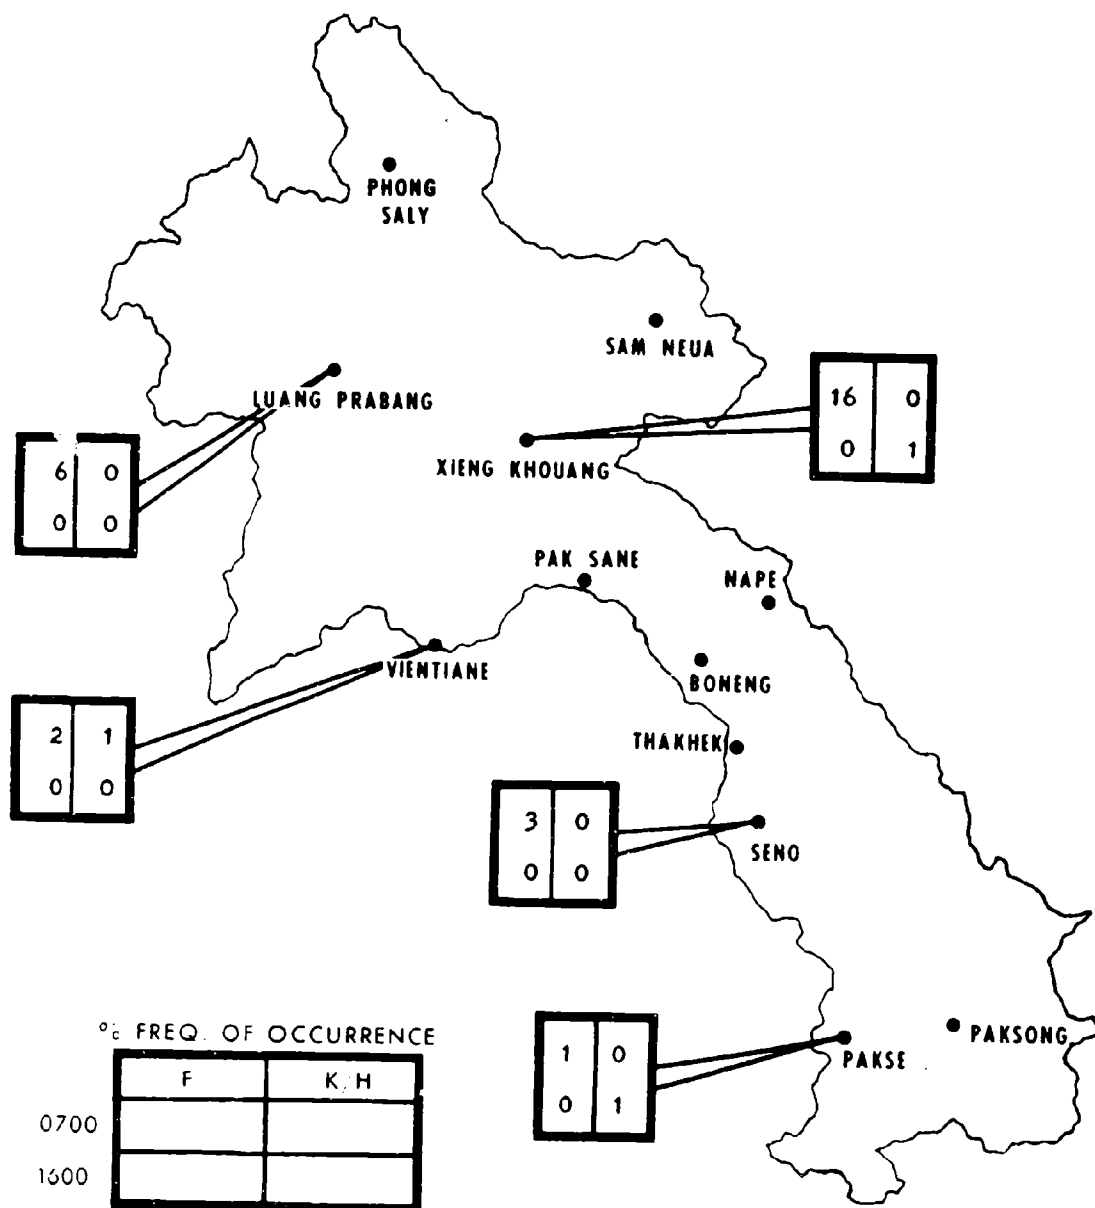 PHONG
SALY
SAM NEUA
LUANG PRABANG
16 0
0 1
XIENG KHOUANG
6 0
0 0
PAK SANE
NAPE
VIENTIANE
BONENG
2 1
0 0
THAKHEK
3 0
0 0
SENO
% FREQ. OF OCCURRENCE
F K/H
0700
1600
1 0
0 1
PAKSE
PAKSONG